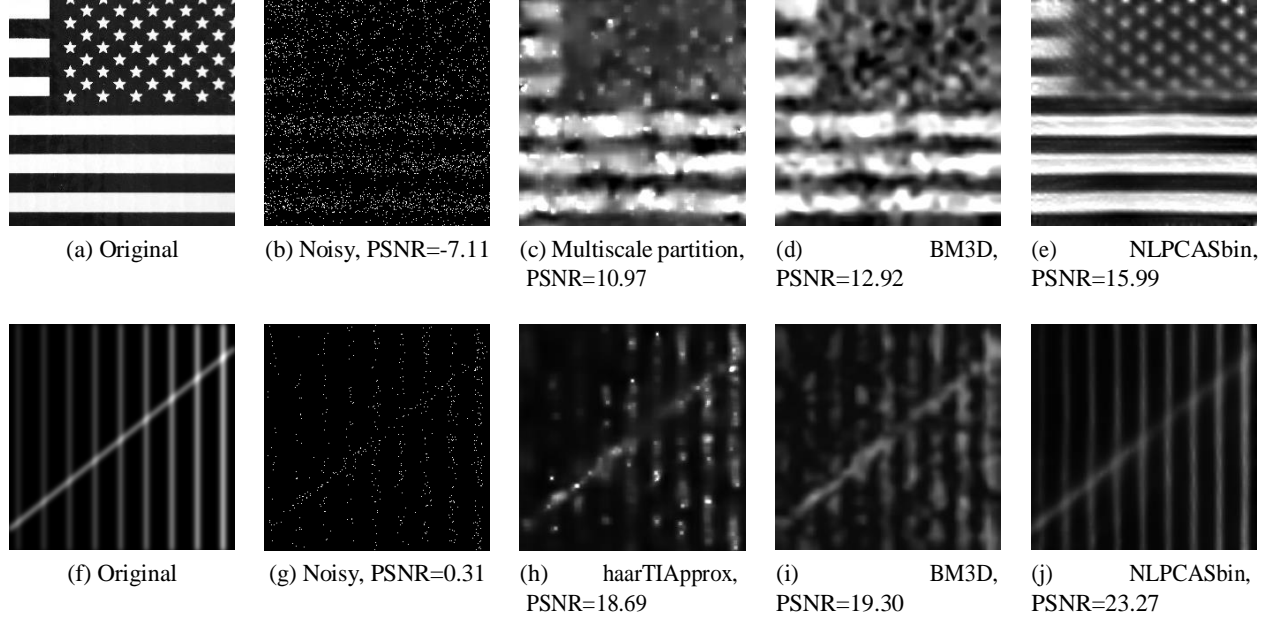 (a) Original
(b) Noisy, PSNR=-7.11
(c) Multiscale partition,
PSNR=10.97
(d) BM3D,
PSNR=12.92
(e) NLPCASbin,
PSNR=15.99
(f) Original
(g) Noisy, PSNR=0.31
(h) haarTIApprox,
PSNR=18.69
(i) BM3D,
PSNR=19.30
(j) NLPCASbin,
PSNR=23.27